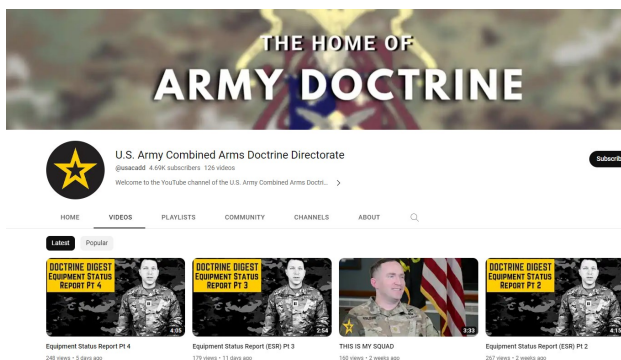 THE HOME OF
ARMY DOCTRINE
U.S. Army Combined Arms Doctrine Directorate
@usacadd 4.69K subscribers 126 videos
Welcome to the YouTube channel of the U.S. Army Combined Arms Doctri...
Subscrib
HOME VIDEOS PLAYLISTS COMMUNITY CHANNELS ABOUT
Latest Popular
DOCTRINE DIGEST
EQUIPMENT STATUS
REPORT PT 4
4:05
DOCTRINE DIGEST
EQUIPMENT STATUS
REPORT PT 3
2:54
3:33
DOCTRINE DIGEST
EQUIPMENT STATUS
REPORT PT 2
4:15
Equipment Status Report Pt 4
248 views • 5 days ago
Equipment Status Report (ESR) Pt 3
179 views • 11 days ago
THIS IS MY SQUAD
160 views • 2 weeks ago
Equipment Status Report (ESR) Pt 2
267 views • 2 weeks ago